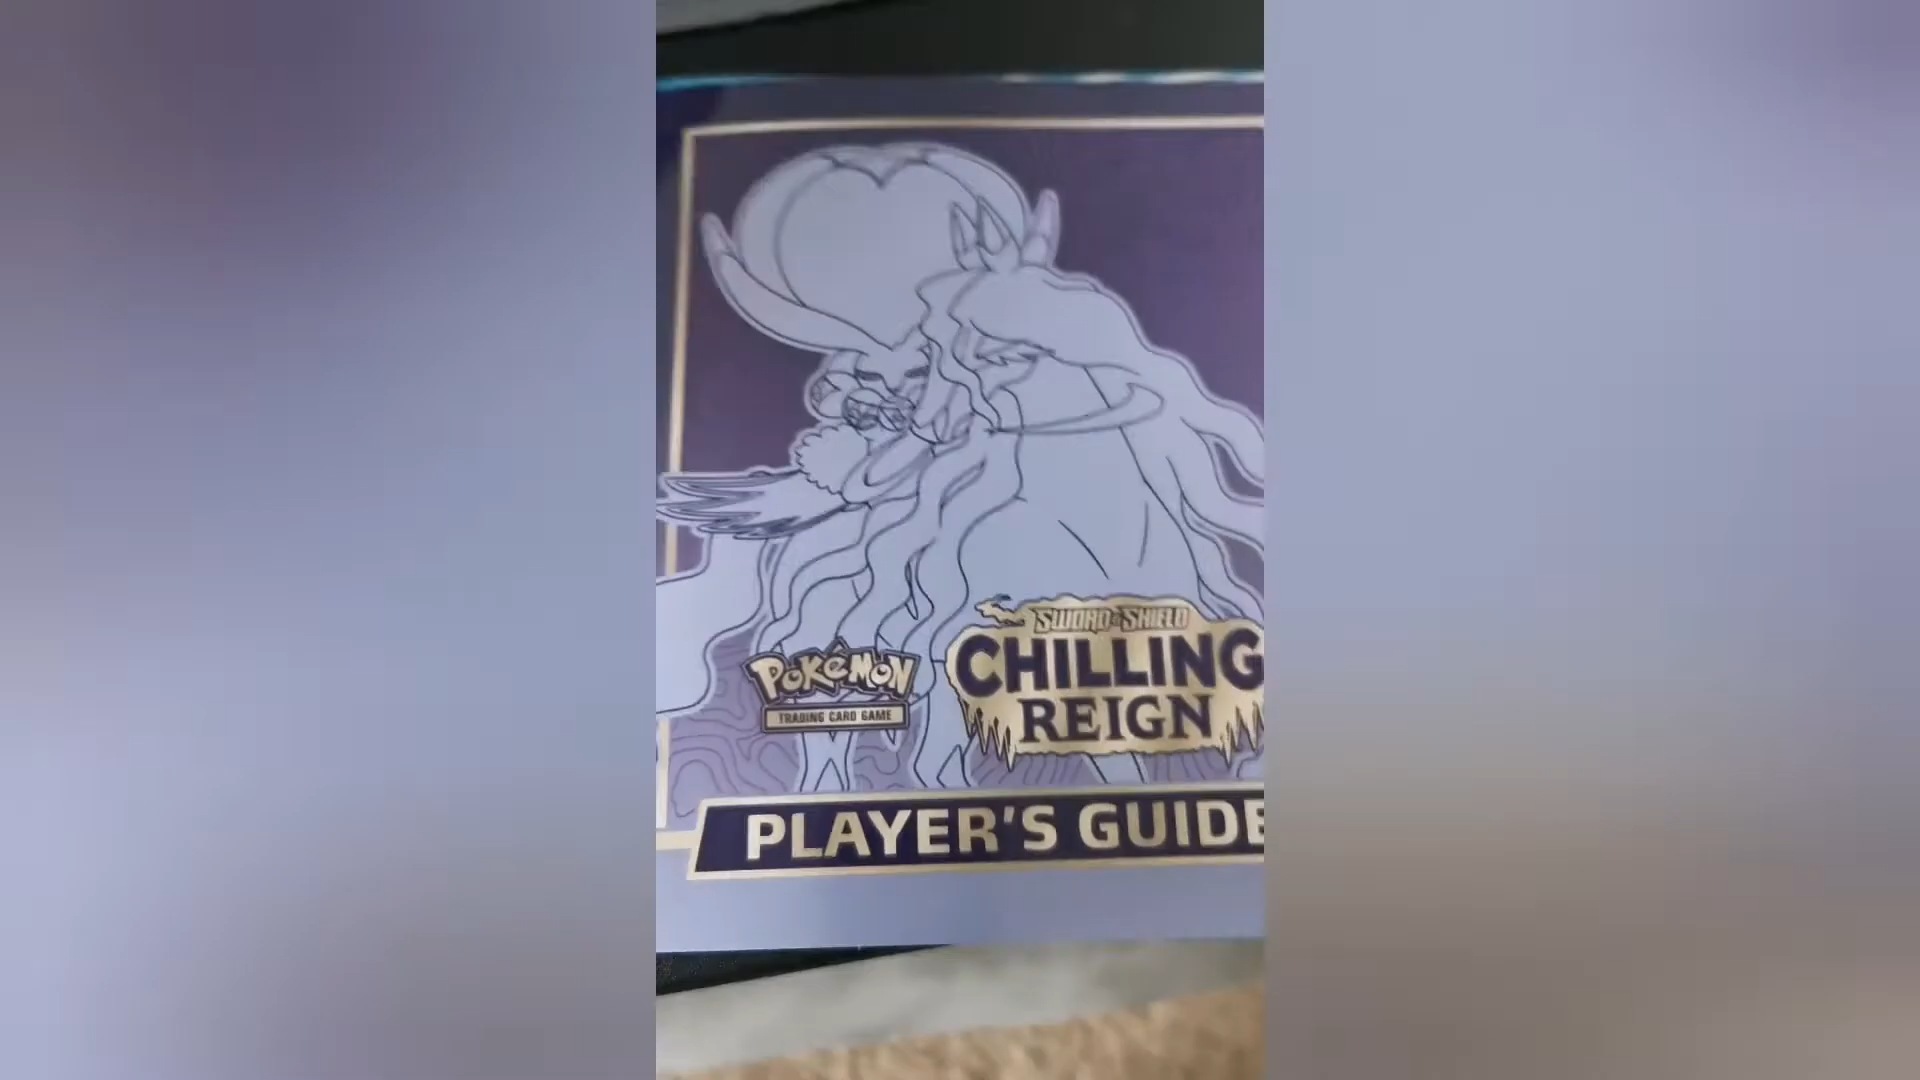 SWORD & SHIELD
CHILLING
REIGN
POKéMON
TRADING CARD GAME
PLAYER'S GUIDE